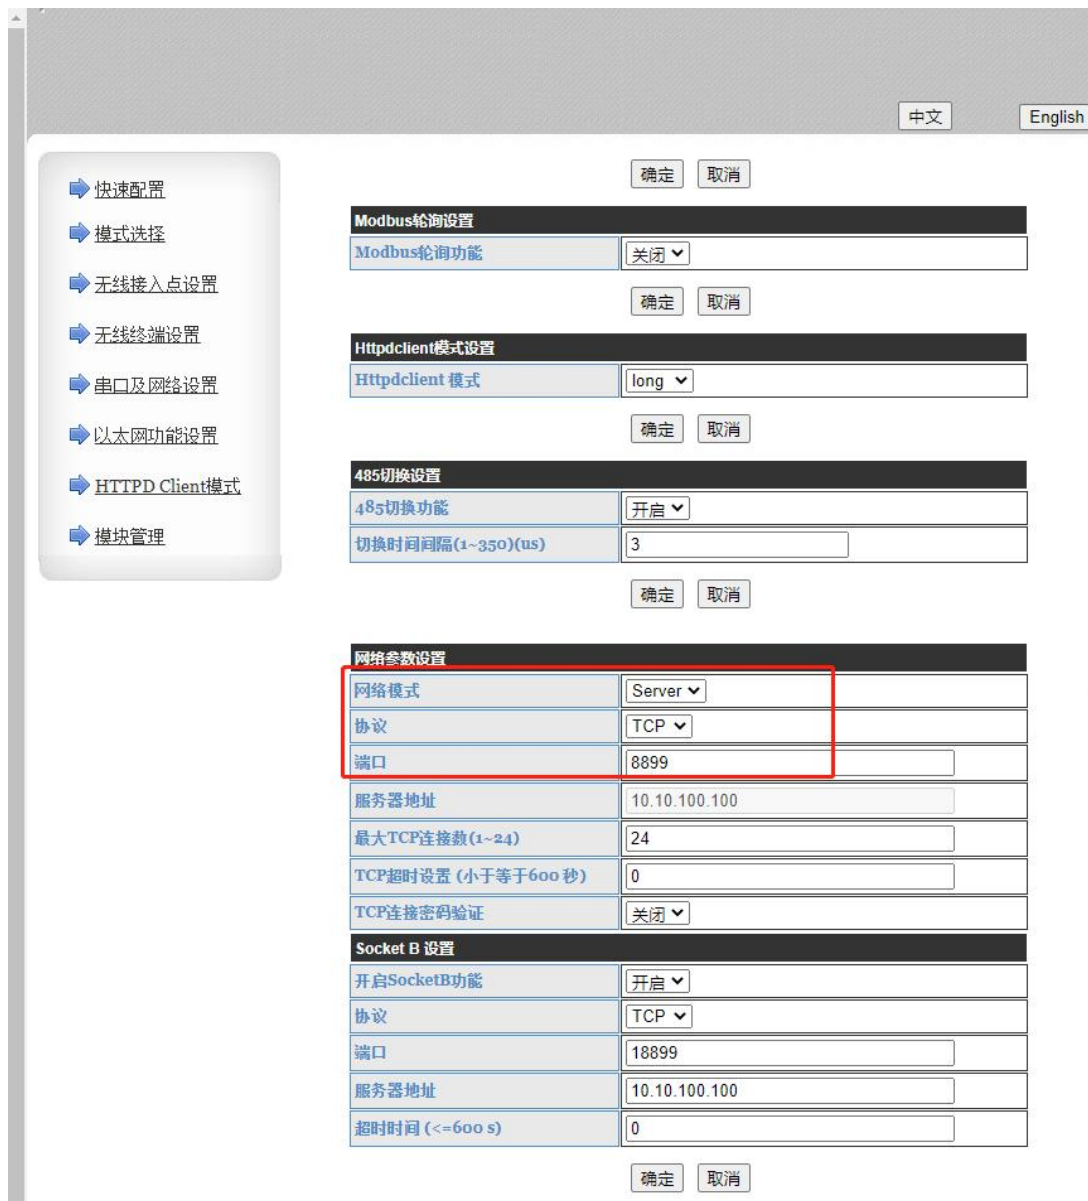 中文 English
快速配置
模式选择
无线接入点设置
无线终端设置
串口及网络设置
以太网功能设置
HTTPD Client模式
模块管理
确定 取消
Modbus轮询设置
Modbus轮询功能 关闭
确定 取消
Httpdclient模式设置
Httpdclient 模式 long
确定 取消
485切换设置
485切换功能 开启
切换时间间隔(1~350)(us) 3
确定 取消
网络参数设置
网络模式 Server
协议 TCP
端口 8899
服务器地址 10.10.100.100
最大TCP连接数(1~24) 24
TCP超时设置 (小于等于600 秒) 0
TCP连接密码验证 关闭
Socket B 设置
开启SocketB功能 开启
协议 TCP
端口 18899
服务器地址 10.10.100.100
超时时间 (<=600 s) 0
确定 取消